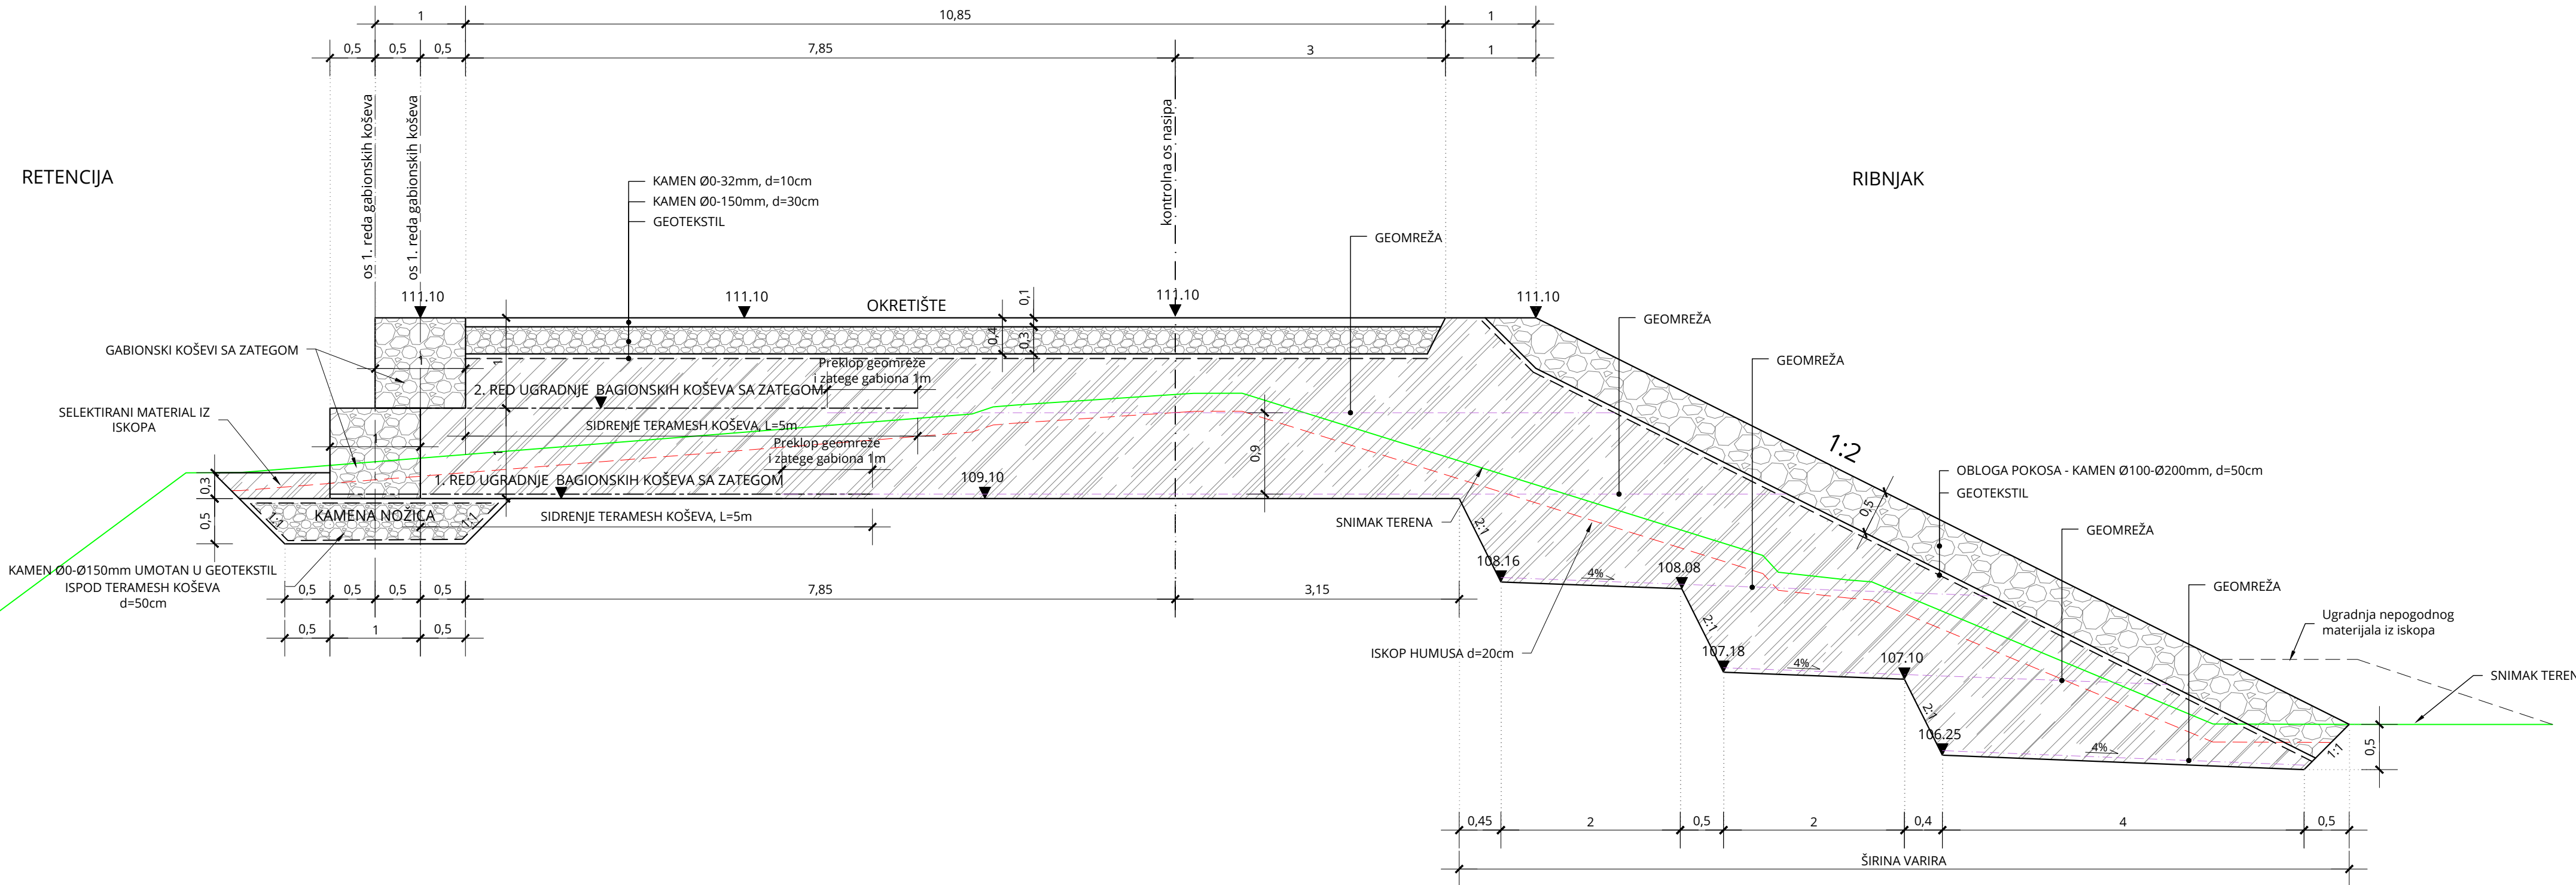 1
10,85
1
0,5
0,5
0,5
7,85
3
1
os 1. reda gabionskih koševa
os 1. reda gabionskih koševa
kontrolna os nasipa
RETENCIJA
RIBNJAK
KAMEN Ø0-32mm, d=10cm
KAMEN Ø0-150mm, d=30cm
GEOTEKSTIL
GEOMREŽA
111.10
111.10
111.10
111.10
OKRETIŠTE
0,1
0,4
0,3
GEOMREŽA
GABIONSKI KOŠEVI SA ZATEGOM
1
1
Preklop geomreže
i zatege gabiona 1m
GEOMREŽA
2. RED UGRADNJE BAGIONSKIH KOŠEVA SA ZATEGOM
SELEKTIRANI MATERIAL IZ
ISKOPA
SIDRENJE TERAMESH KOŠEVA, L=5m
1
1
Preklop geomreže
i zatege gabiona 1m
0,9
1:2
OBLOGA POKOSA - KAMEN Ø100-Ø200mm, d=50cm
GEOTEKSTIL
0,5
0,3
1. RED UGRADNJE BAGIONSKIH KOŠEVA SA ZATEGOM
109.10
0,5
1:1
KAMENA NOŽICA
1:1
SIDRENJE TERAMESH KOŠEVA, L=5m
SNIMAK TERENA
2:1
GEOMREŽA
KAMEN Ø0-Ø150mm UMOTAN U GEOTEKSTIL
ISPOD TERAMESH KOŠEVA
d=50cm
108.16
4%
108.08
GEOMREŽA
0,5
0,5
0,5
0,5
7,85
3,15
0,5
1
0,5
2:1
Ugradnja nepogodnog
materijala iz iskopa
ISKOP HUMUSA d=20cm
107.18
4%
107.10
SNIMAK TEREN
2:1
106.25
4%
1:1
0,5
0,45
2
0,5
2
0,4
4
0,5
ŠIRINA VARIRA